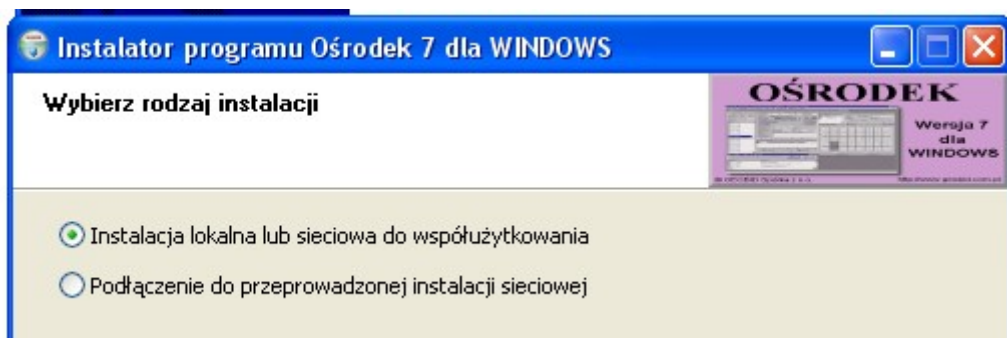 Instalator programu Ośrodek 7 dla WINDOWS
Wybierz rodzaj instalacji
OŚRODEK
Wersja 7
dla
WINDOWS
Instalacja lokalna lub sieciowa do współużytkowania
Podłączenie do przeprowadzonej instalacji sieciowej